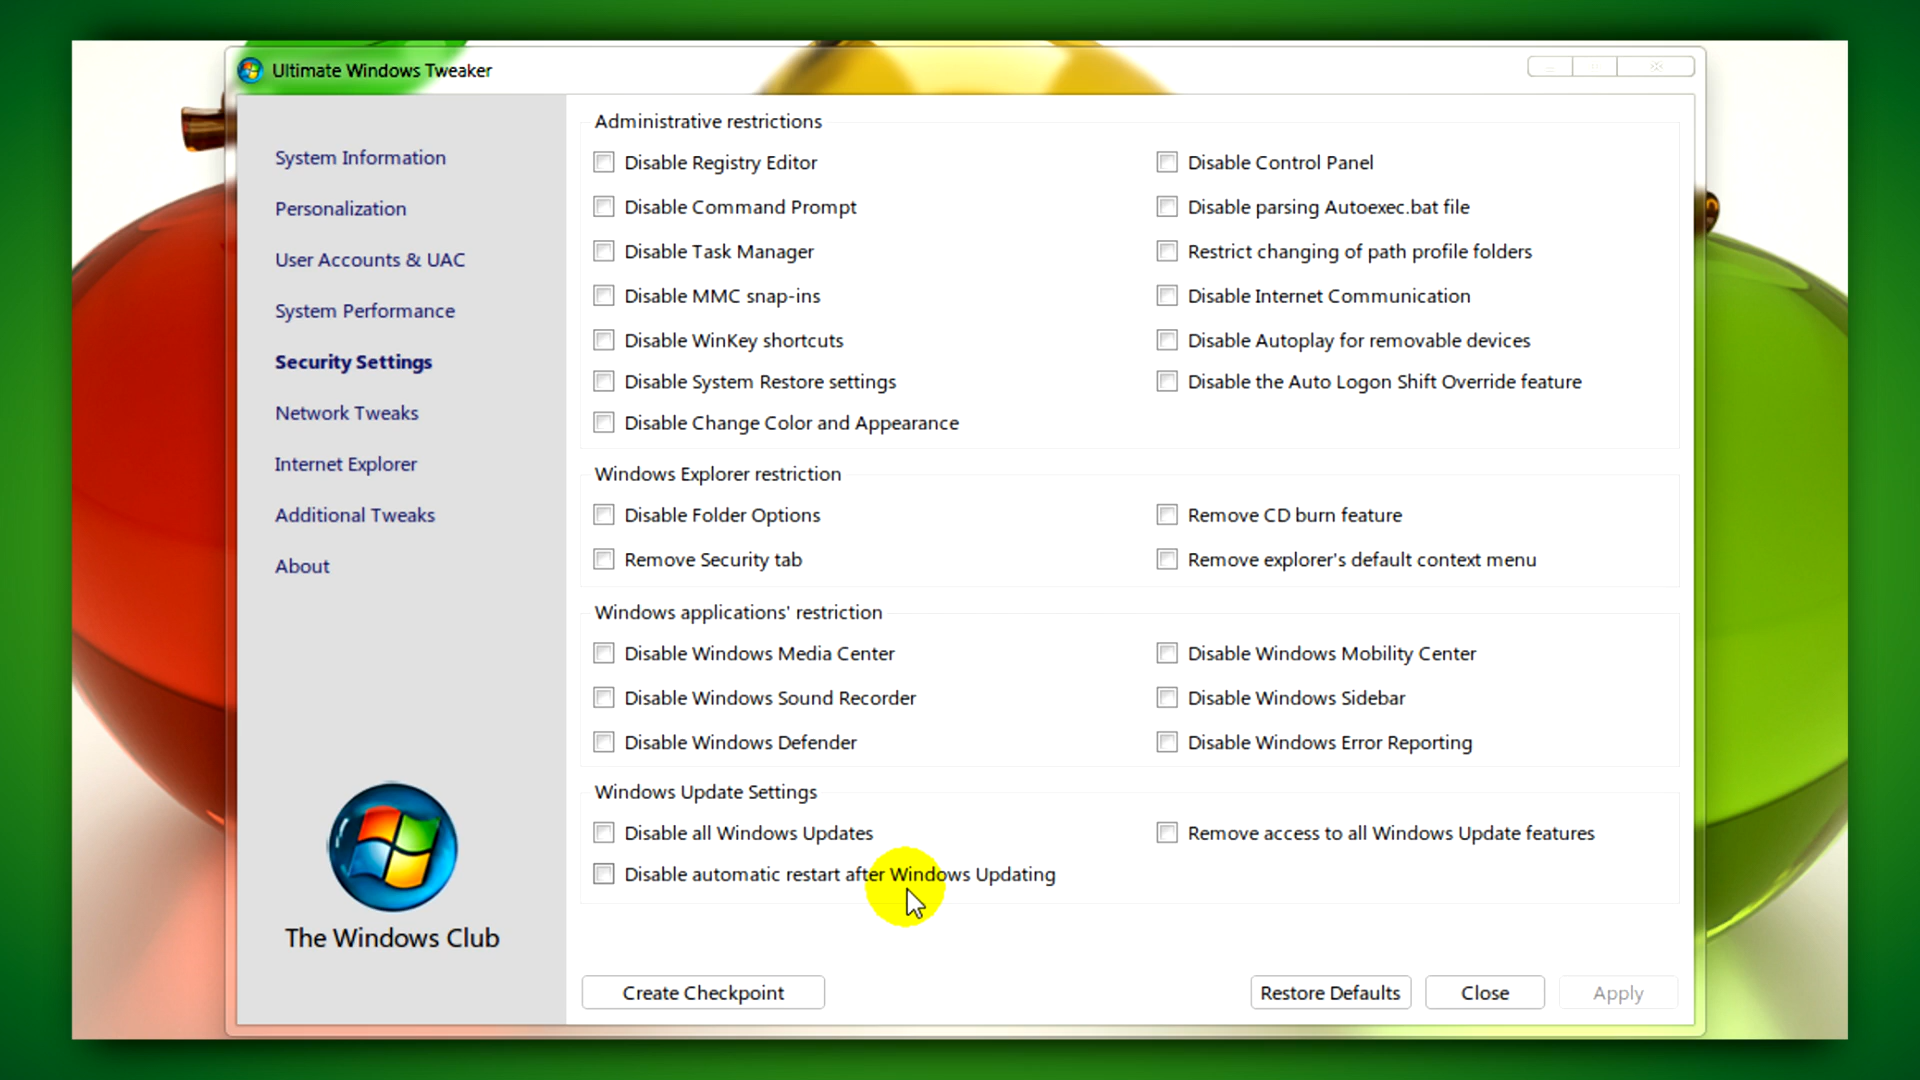 Ultimate Windows Tweaker
System Information
Personalization
User Accounts & UAC
System Performance
Security Settings
Network Tweaks
Internet Explorer
Additional Tweaks
About
The Windows Club
Administrative restrictions
Disable Registry Editor
Disable Control Panel
Disable Command Prompt
Disable parsing Autoexec.bat file
Disable Task Manager
Restrict changing of path profile folders
Disable MMC snap-ins
Disable Internet Communication
Disable WinKey shortcuts
Disable Autoplay for removable devices
Disable System Restore settings
Disable the Auto Logon Shift Override feature
Disable Change Color and Appearance
Windows Explorer restriction
Disable Folder Options
Remove CD burn feature
Remove Security tab
Remove explorer's default context menu
Windows applications' restriction
Disable Windows Media Center
Disable Windows Mobility Center
Disable Windows Sound Recorder
Disable Windows Sidebar
Disable Windows Defender
Disable Windows Error Reporting
Windows Update Settings
Disable all Windows Updates
Remove access to all Windows Update features
Disable automatic restart after Windows Updating
Create Checkpoint
Restore Defaults
Close
Apply